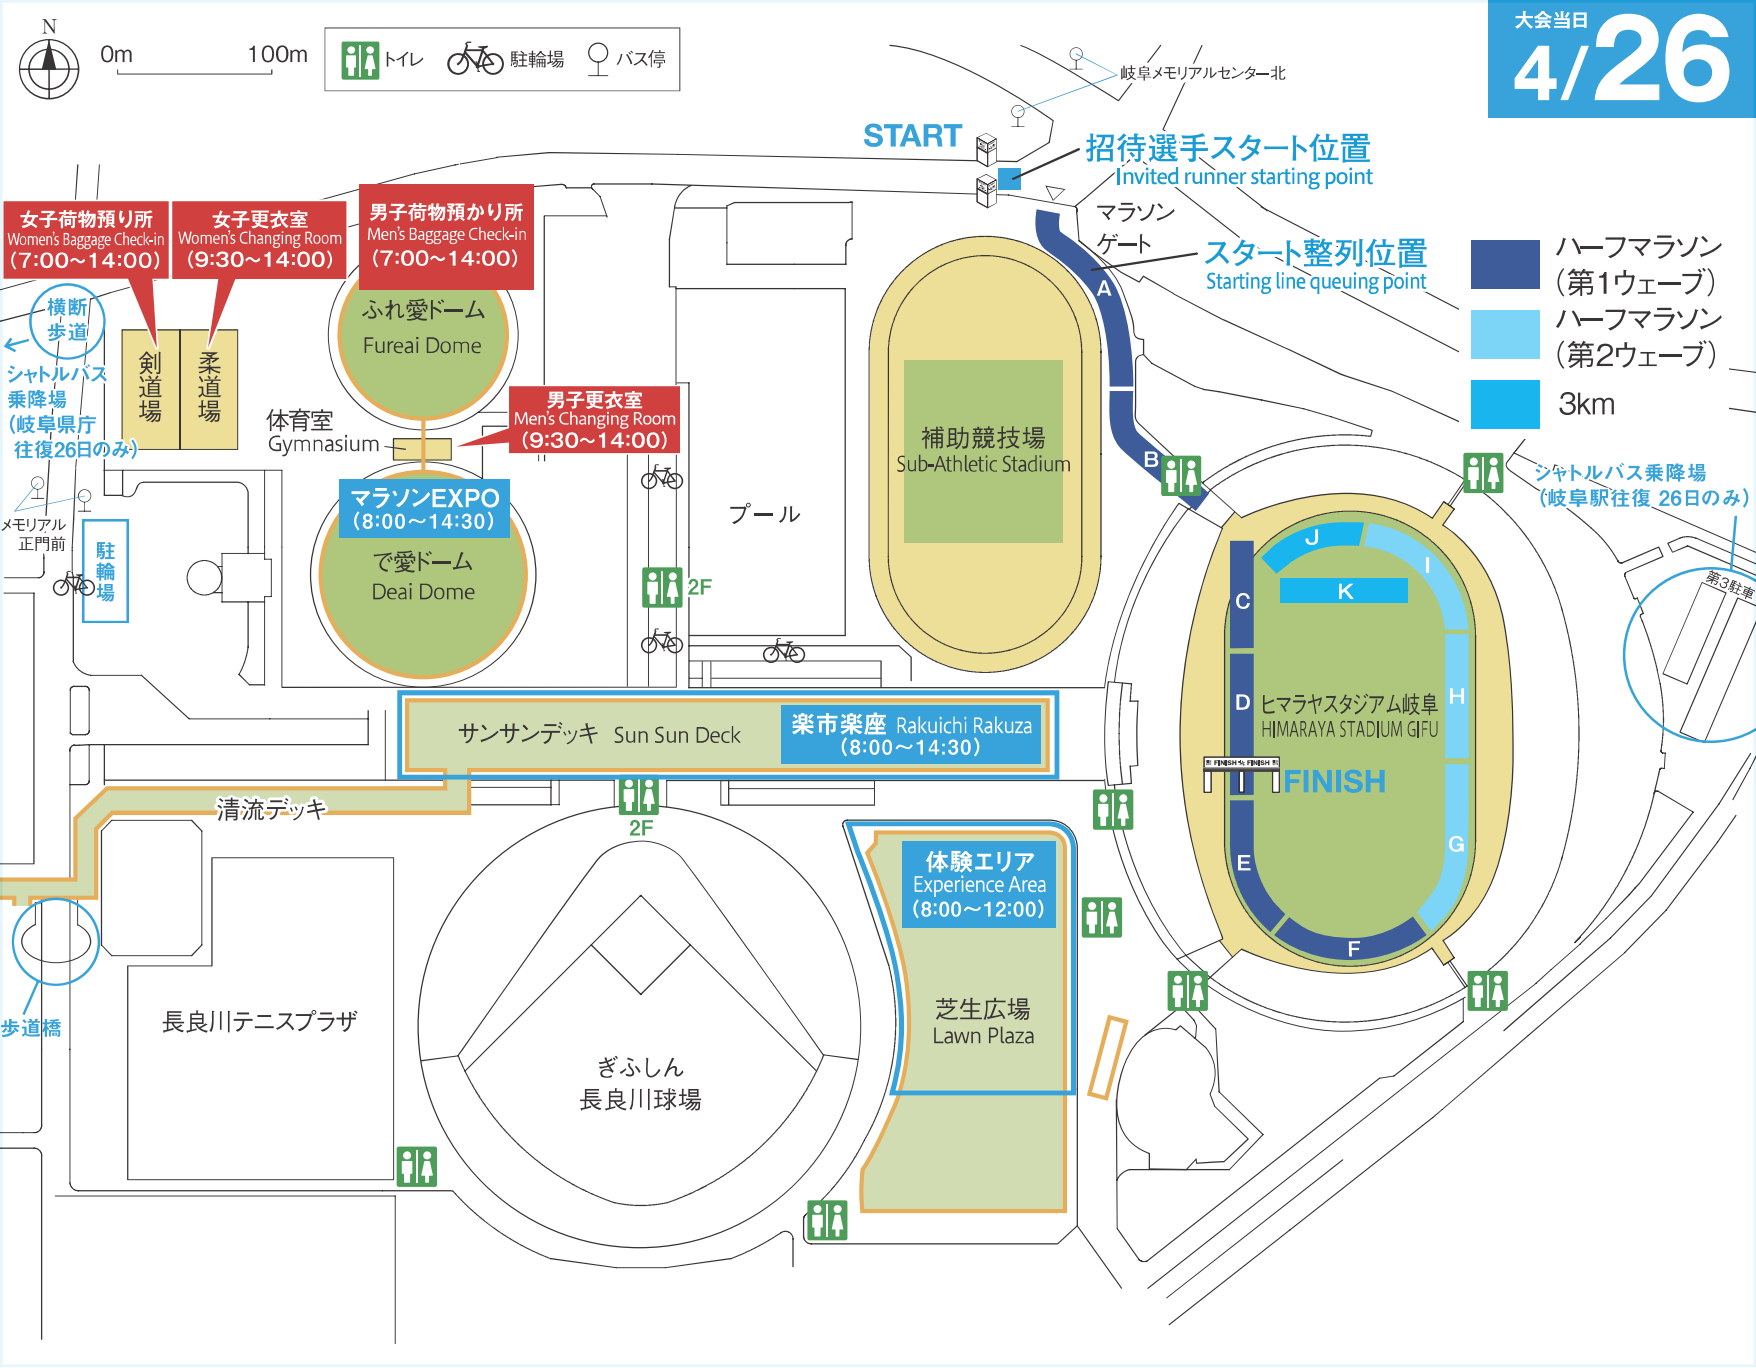 N
0m 100m
トイレ 駐輪場 バス停
岐阜メモリアルセンター北
大会当日
4/26
START
招待選手スタート位置
Invited runner starting point
マラソン
ゲート
スタート整列位置
Starting line queuing point
ハーフマラソン
（第1ウェーブ）
ハーフマラソン
（第2ウェーブ）
3km
女子荷物預り所
Women's Baggage Check-in
(7:00〜14:00)
女子更衣室
Women's Changing Room
(9:30〜14:00)
男子荷物預かり所
Men's Baggage Check-in
(7:00〜14:00)
横断
歩道
シャトルバス
乗降場
（岐阜県庁
往復26日のみ）
剣道場
柔道場
ふれ愛ドーム
Fureai Dome
体育室
Gymnasium
男子更衣室
Men's Changing Room
(9:30〜14:00)
マラソンEXPO
(8:00〜14:30)
で愛ドーム
Deai Dome
メモリアル
正門前
駐輪場
プール
2F
補助競技場
Sub-Athletic Stadium
A
B
C
D
E
F
G
H
I
J
K
シャトルバス乗降場
（岐阜駅往復 26日のみ）
第3駐車
ヒマラヤスタジアム岐阜
HIMARAYA STADIUM GIFU
FINISH FINISH
FINISH
サンサンデッキ Sun Sun Deck
楽市楽座 Rakuichi Rakuza
(8:00〜14:30)
清流デッキ
2F
体験エリア
Experience Area
(8:00〜12:00)
芝生広場
Lawn Plaza
歩道橋
長良川テニスプラザ
ぎふしん
長良川球場